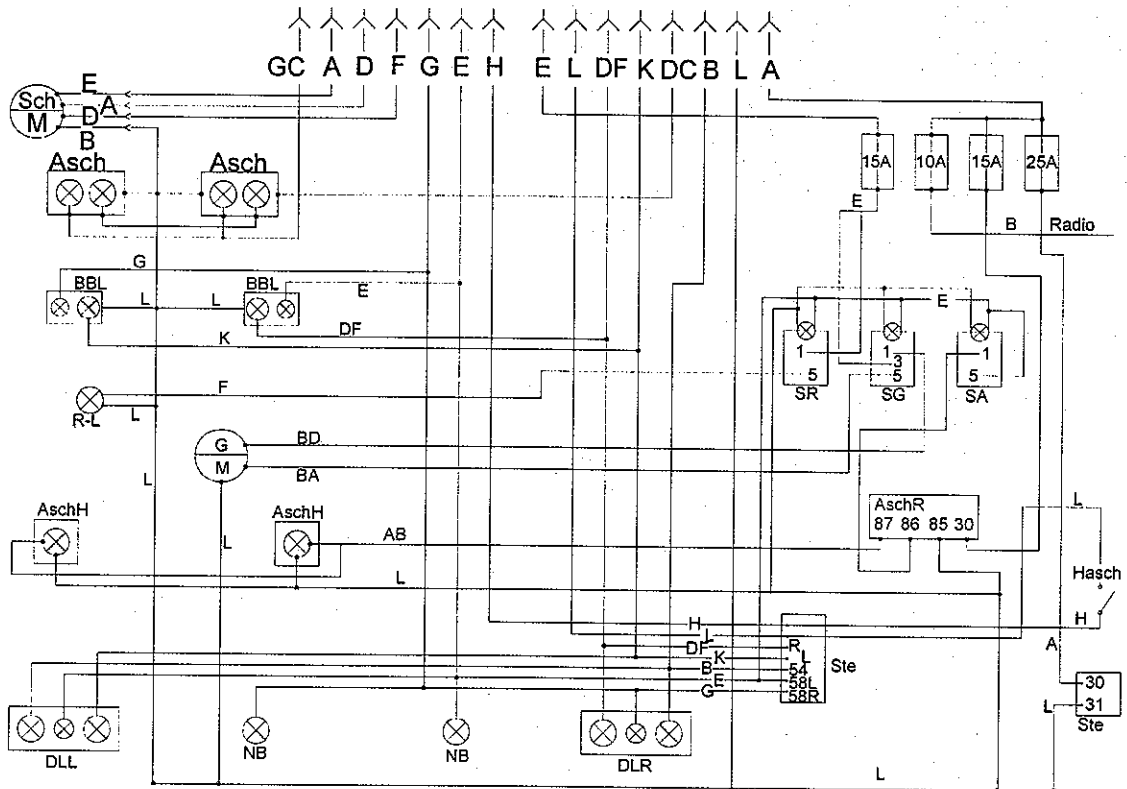 GC A D F G E H E L DF K DC B L A
E
Sch
A
M
D
B
Asch Asch
15A 10A 15A 25A
E
B Radio
G
BBL BBL
E
E
L L
DF
K
1 1 3 1
5 5 5
SR SG SA
F
R-L
L
G
BD
M
BA
L
AschR
L
AschH AschH
87 86 85 30
AB
L
L
Hasch
H
H
L
A
DF R
K L
B 54
E 58L
G 58R
Ste
30
L 31
Ste
NB NB
DLL DLR
L